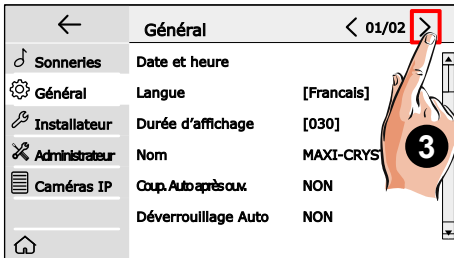 Général
01/02
Sonneries
Général
Installateur
Administrateur
Caméras IP
Date et heure
Langue [Francais]
Durée d’affichage [030]
Nom MAXI-CRYS
Coup. Auto après ouv. NON
Déverrouillage Auto NON
3